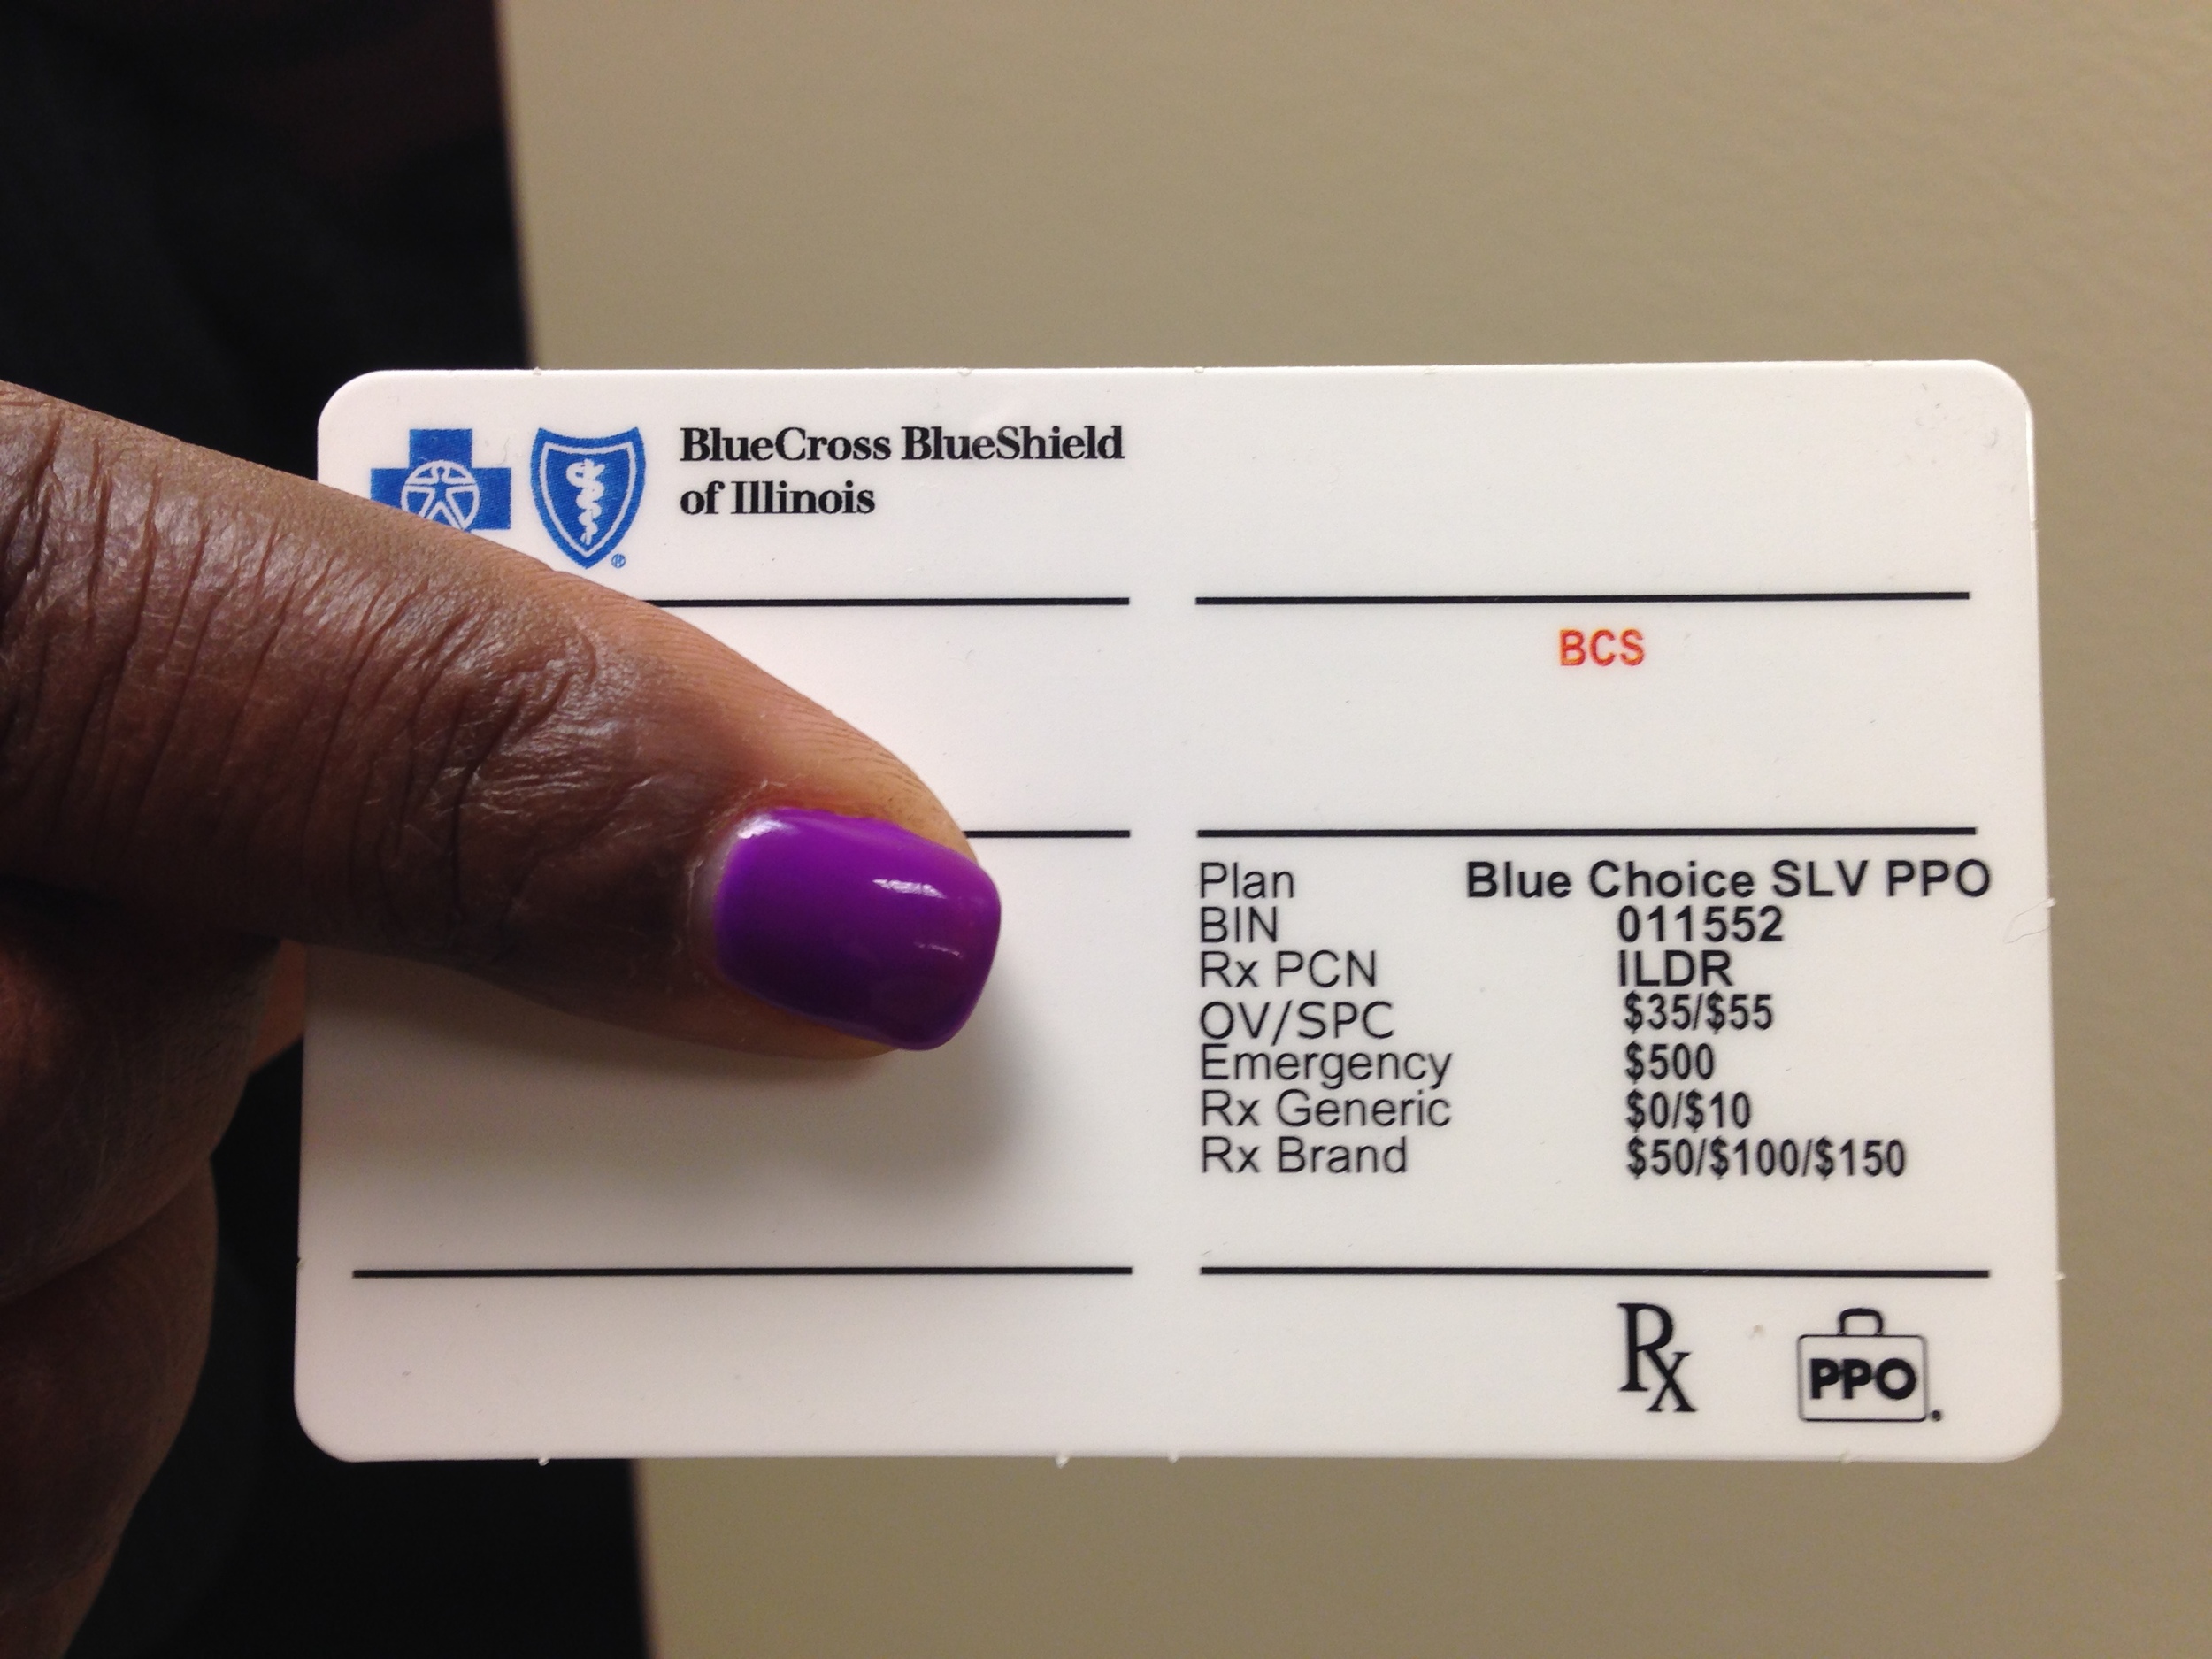 BlueCross BlueShield
of Illinois
®
BCS
Plan Blue Choice SLV PPO
BIN 011552
Rx PCN ILDR
OV/SPC $35/$55
Emergency $500
Rx Generic $0/$10
Rx Brand $50/$100/$150
Rx PPO